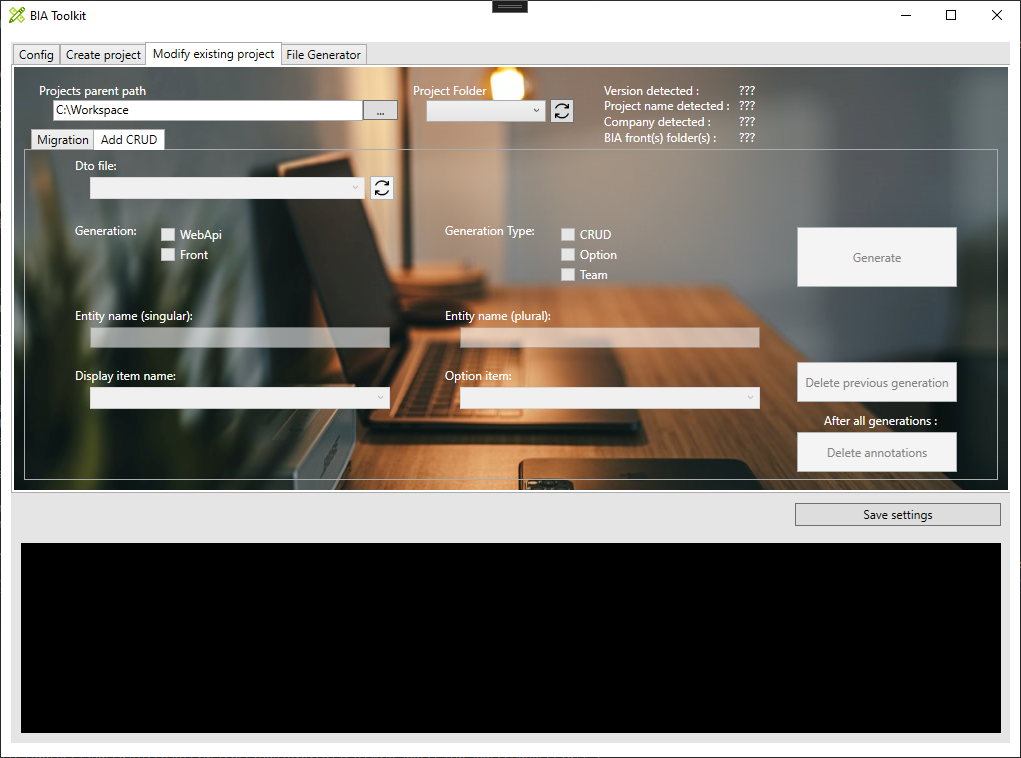 BIA Toolkit
Config
Create project
Modify existing project
File Generator
Projects parent path
C:\Workspace
...
Project Folder
Version detected : ???
Project name detected : ???
Company detected : ???
BIA front(s) folder(s) : ???
Migration
Add CRUD
Dto file:
Generation:
WebApi
Front
Generation Type:
CRUD
Option
Team
Generate
Entity name (singular):
Entity name (plural):
Display item name:
Option item:
Delete previous generation
After all generations :
Delete annotations
Save settings